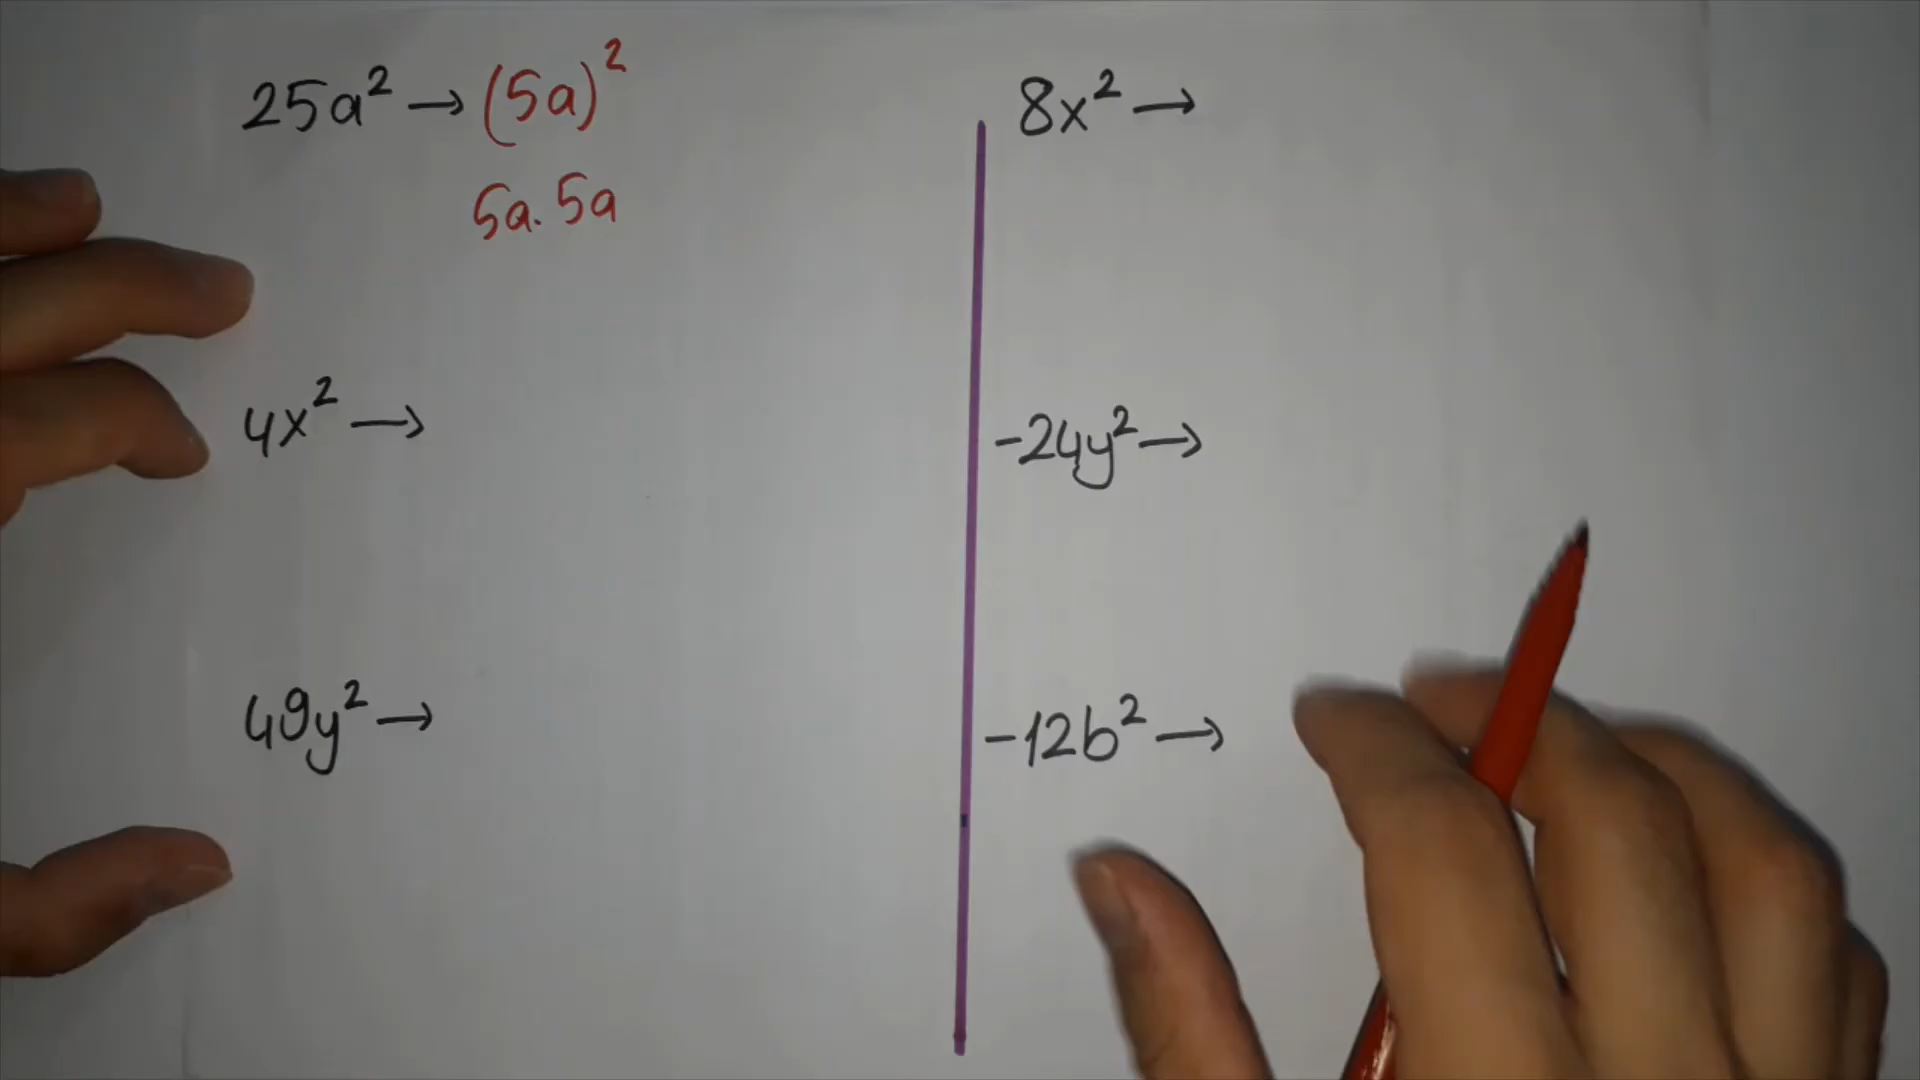 25a² → (5a)²
5a. 5a
4x² →
49y² →
8x² →
-24y² →
-12b² →